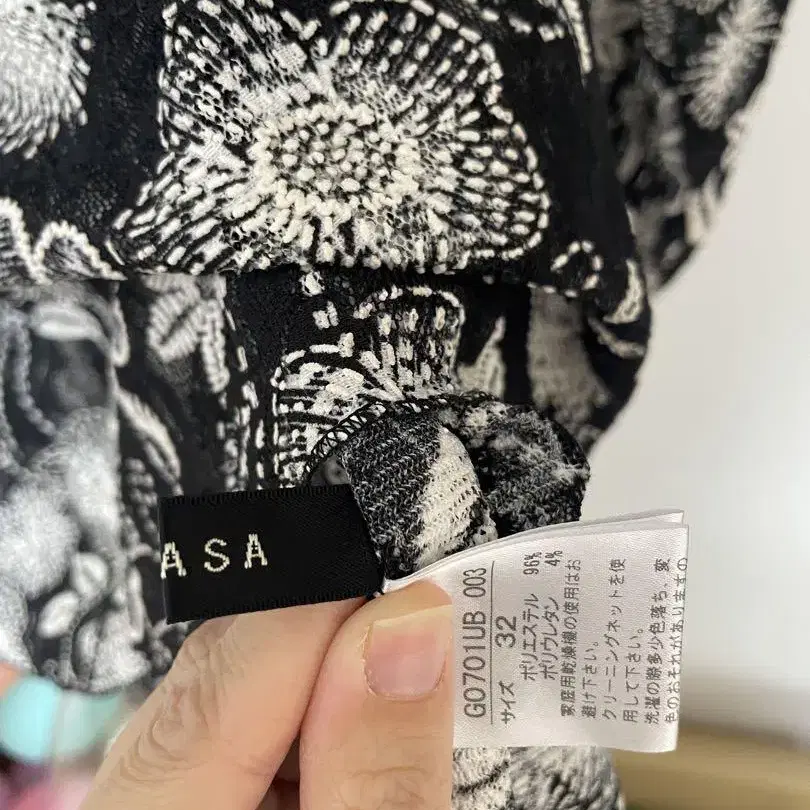 ASA
G0701UB 003
サイズ 32
ポリエステル 96%
ポリウレタン 4%
家庭用乾燥機の使用はお
避け下さい。
クリーニングネットを使
用して下さい。
洗濯の際多少色落ち、変
色のおそれがありますの